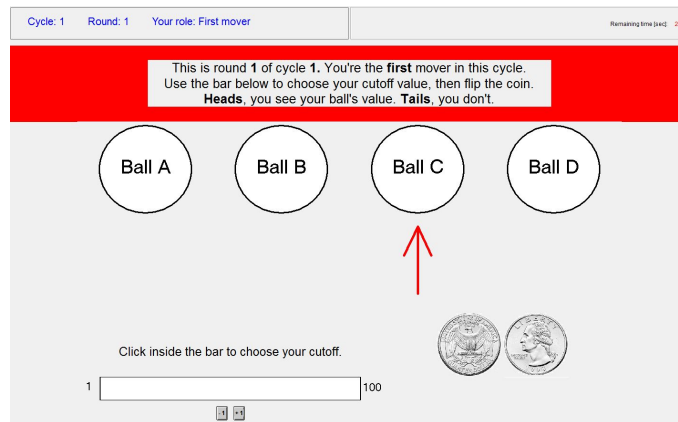 Cycle: 1 Round: 1 Your role: First mover
Remaining time [sec]: 2
This is round 1 of cycle 1. You're the first mover in this cycle.
Use the bar below to choose your cutoff value, then flip the coin.
Heads, you see your ball's value. Tails, you don't.
Ball A Ball B Ball C Ball D
LIBERTY
Click inside the bar to choose your cutoff.
1 100
-1 +1